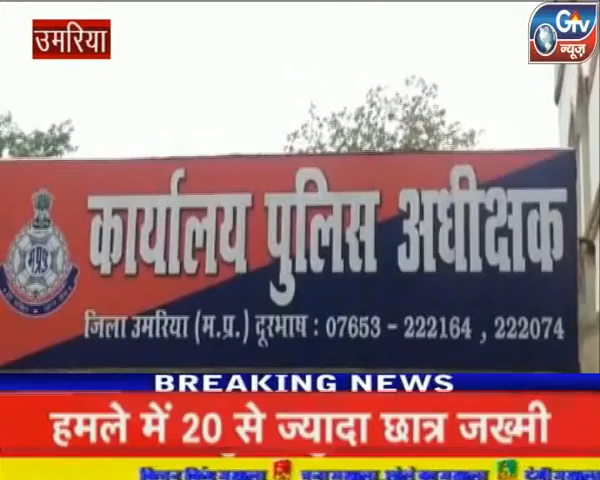 उमरिया
Gtv
न्यूज़
कार्यालय पुलिस अधीक्षक
म.प्र.
जिला उमरिया (म.प्र.) दूरभाष : 07653 - 222164 , 222074
BREAKING NEWS
हमले में 20 से ज्यादा छात्र जख्मी